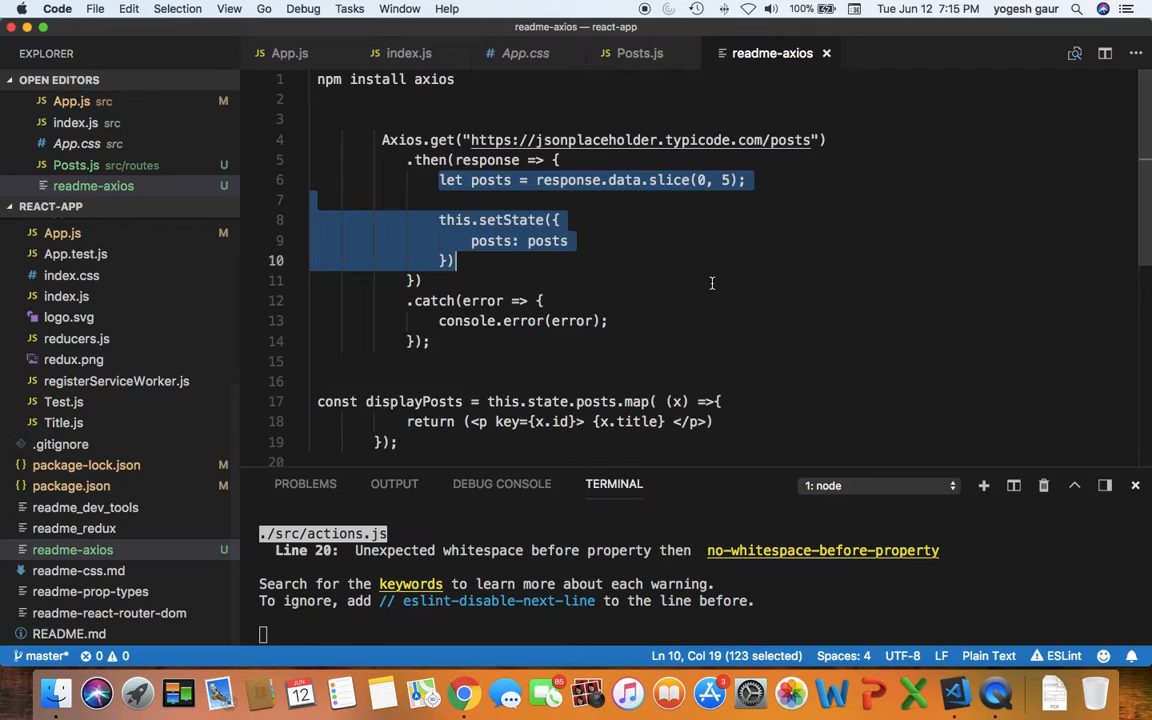 Code File Edit Selection View Go Debug Tasks Window Help 100% Tue Jun 12 7:15 PM yogesh gaur
readme-axios — react-app
EXPLORER
App.js index.js App.css Posts.js readme-axios
OPEN EDITORS
App.js src M
index.js src
App.css src
Posts.js src/routes U
readme-axios U
REACT-APP
App.js M
App.test.js
index.css
index.js
logo.svg
reducers.js
redux.png
registerServiceWorker.js
Test.js
Title.js
.gitignore
package-lock.json M
package.json M
readme_dev_tools
readme_redux
readme-axios U
readme-css.md
readme-prop-types
readme-react-router-dom
README.md
1 npm install axios
2
3
4 Axios.get("https://jsonplaceholder.typicode.com/posts")
5 .then(response => {
6 let posts = response.data.slice(0, 5);
7
8 this.setState({
9 posts: posts
10 })
11 })
12 .catch(error => {
13 console.error(error);
14 });
15
16
17 const displayPosts = this.state.posts.map( (x) =>{
18 return (<p key={x.id}> {x.title} </p>)
19 });
20
PROBLEMS OUTPUT DEBUG CONSOLE TERMINAL 1: node
./src/actions.js
Line 20: Unexpected whitespace before property then no-whitespace-before-property
Search for the keywords to learn more about each warning.
To ignore, add // eslint-disable-next-line to the line before.
master* 0 0 Ln 10, Col 19 (123 selected) Spaces: 4 UTF-8 LF Plain Text ESLint
12
85
3